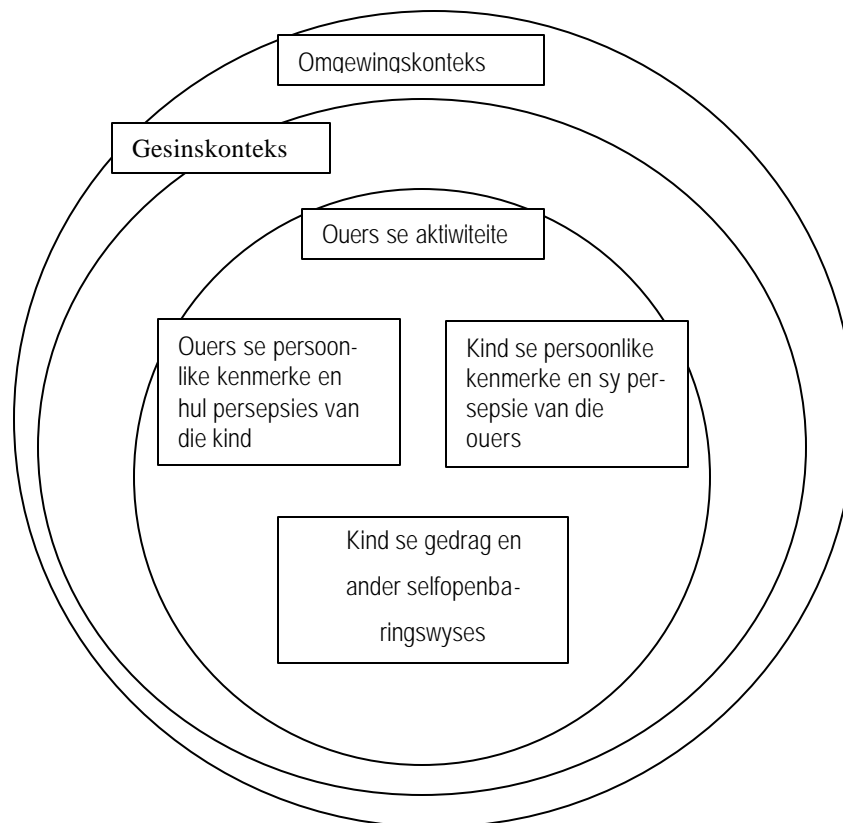 Omgewingskonteks
Gesinskonteks
Ouers se aktiwiteite
Ouers se persoon-
like kenmerke en
hul persepsies van
die kind
Kind se persoonlike
kenmerke en sy per-
sepsie van die
ouers
Kind se gedrag en
ander selfopenba-
ringswyses